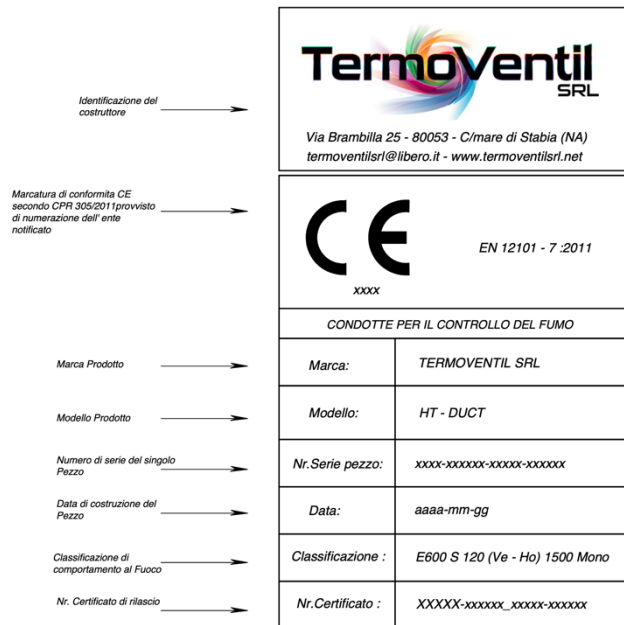 TermoVentil
SRL
Identificazione del
costruttore
Via Brambilla 25 - 80053 - C/mare di Stabia (NA)
termoventilsrl@libero.it - www.termoventilsrl.net
Marcatura di conformita CE
secondo CPR 305/2011provvisto
di numerazione dell' ente
notificato
CE
EN 12101 - 7 :2011
xxxx
CONDOTTE PER IL CONTROLLO DEL FUMO
Marca Prodotto
Marca:
TERMOVENTIL SRL
Modello Prodotto
Modello:
HT - DUCT
Numero di serie del singolo
Pezzo
Nr.Serie pezzo:
xxxx-xxxxxx-xxxxx-xxxxxx
Data di costruzione del
Pezzo
Data:
aaaa-mm-gg
Classificazione di
comportamento al Fuoco
Classificazione :
E600 S 120 (Ve - Ho) 1500 Mono
Nr. Certificato di rilascio
Nr.Certificato :
XXXXX-xxxxxx_xxxxx-xxxxxx